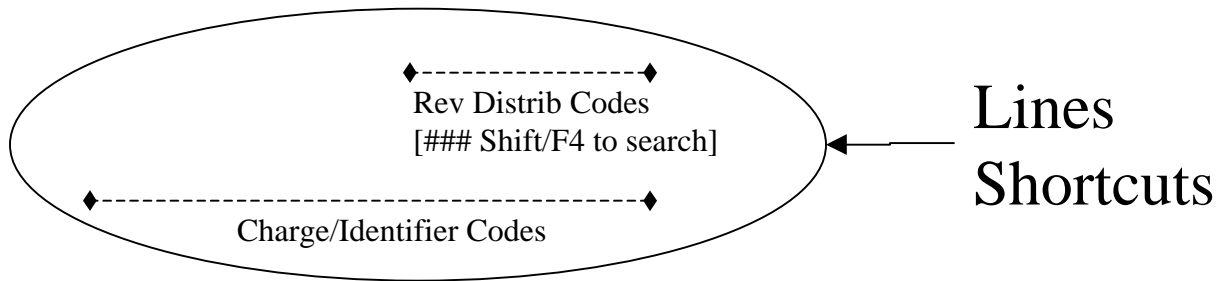 Rev Distrib Codes
[### Shift/F4 to search]
Charge/Identifier Codes
Lines
Shortcuts